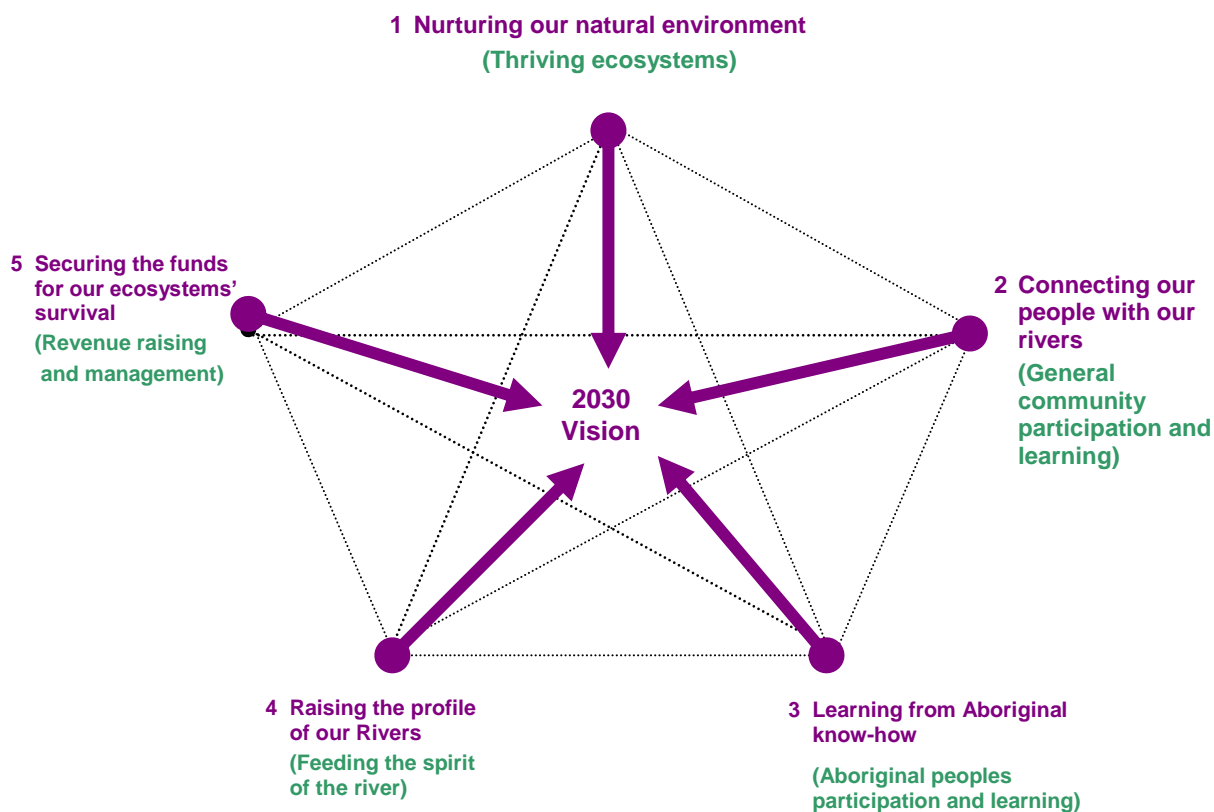 1 Nurturing our natural environment
(Thriving ecosystems)
5 Securing the funds
for our ecosystems’
survival
(Revenue raising
and management)
2 Connecting our
people with our
rivers
(General
community
participation and
learning)
2030
Vision
4 Raising the profile
of our Rivers
(Feeding the spirit
of the river)
3 Learning from Aboriginal
know-how
(Aboriginal peoples
participation and learning)